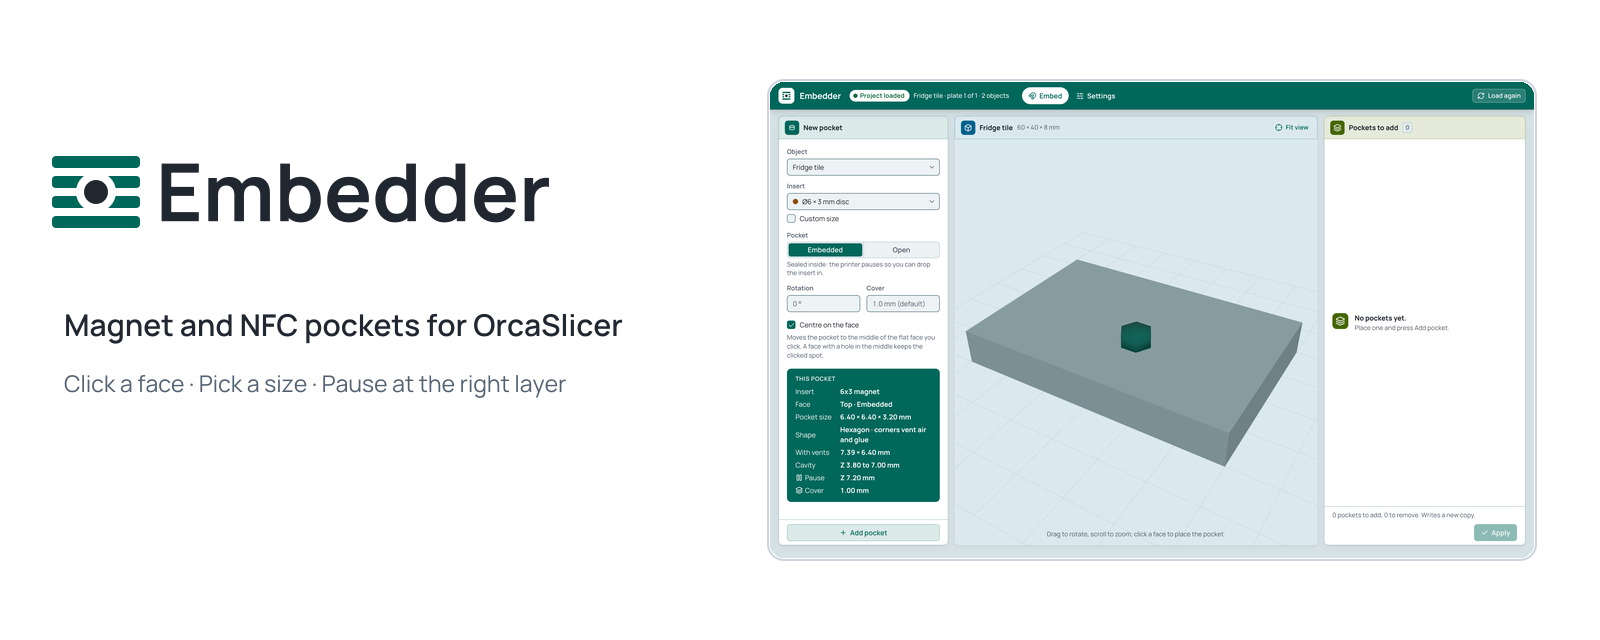 Embedder
Magnet and NFC pockets for OrcaSlicer
Click a face · Pick a size · Pause at the right layer
Embedder
Project loaded
Fridge tile · plate 1 of 1 · 2 objects
Embed
Settings
Load again
New pocket
Object
Fridge tile
Insert
Ø6 × 3 mm disc
Custom size
Pocket
Embedded
Open
Sealed inside: the printer pauses so you can drop
the insert in.
Rotation
Cover
0 °
1.0 mm (default)
Centre on the face
Moves the pocket to the middle of the flat face you
click. A face with a hole in the middle keeps the
clicked spot.
THIS POCKET
Insert 6x3 magnet
Face Top · Embedded
Pocket size 6.40 × 6.40 × 3.20 mm
Shape Hexagon · corners vent air
and glue
With vents 7.39 × 6.40 mm
Cavity Z 3.80 to 7.00 mm
Pause Z 7.20 mm
Cover 1.00 mm
+ Add pocket
Fridge tile 60 × 40 × 8 mm
Fit view
Drag to rotate, scroll to zoom, click a face to place the pocket.
Pockets to add 0
No pockets yet.
Place one and press Add pocket.
0 pockets to add, 0 to remove. Writes a new copy.
Apply